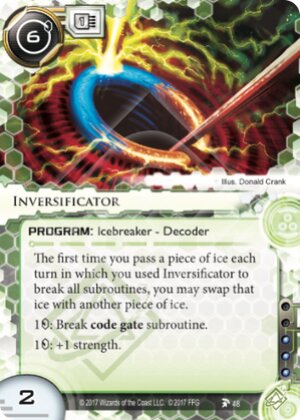 6
1
Illus. Donald Crank
INVERSIFICATOR
PROGRAM: Icebreaker - Decoder
The first time you pass a piece of ice each
turn in which you used Inversificator to
break all subroutines, you may swap that
ice with another piece of ice.
1: Break code gate subroutine.
1: +1 strength.
2
© 2017 Wizards of the Coast LLC. © 2017 FFG 48